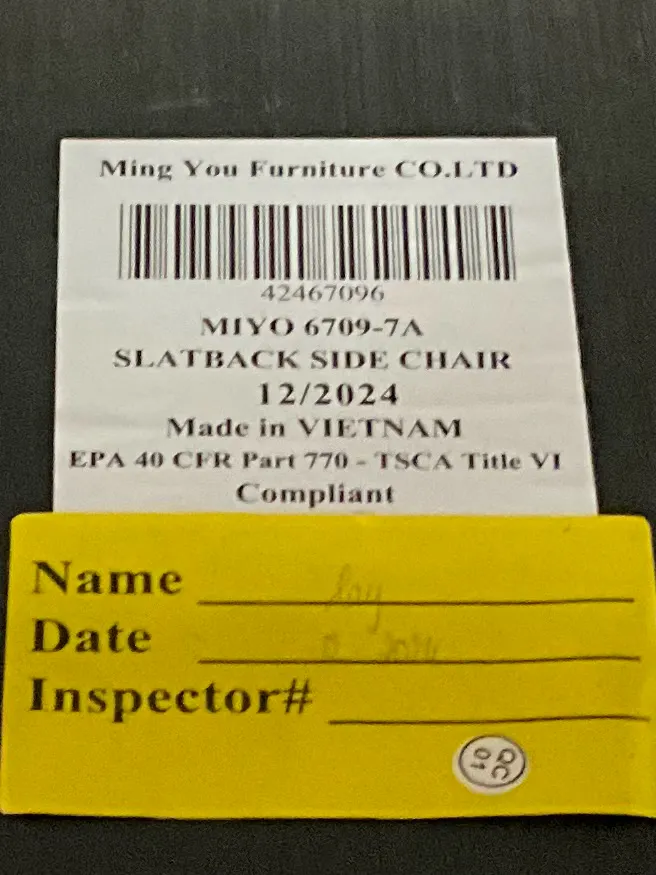 Ming You Furniture CO.LTD
42467096
MIYO 6709-7A
SLATBACK SIDE CHAIR
12/2024
Made in VIETNAM
EPA 40 CFR Part 770 - TSCA Title VI
Compliant
Name
Date 2024
Inspector#
QC
01